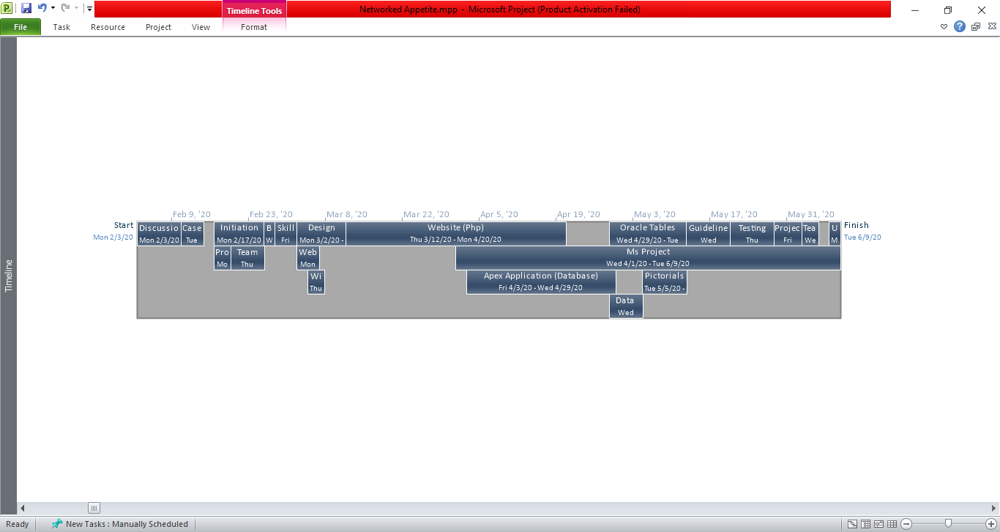 Timeline Tools
Networked Appetite.mpp - Microsoft Project (Product Activation Failed)
File Task Resource Project View Format
Feb 9, '20 Feb 23, '20 Mar 8, '20 Mar 22, '20 Apr 5, '20 Apr 19, '20 May 3, '20 May 17, '20 May 31, '20
Start
Mon 2/3/20
Discussio Case Initiation B Skill Design Website (Php) Oracle Tables Guideline Testing Projec Tea U
Mon 2/3/20 Tue Mon 2/17/20 W Fri Mon 3/2/20 - Thu 3/12/20 - Mon 4/20/20 Wed 4/29/20 - Tue Wed Thu Fri We M
Finish
Tue 6/9/20
Pro Team Web Ms Project
Mo Thu Mon Wed 4/1/20 - Tue 6/9/20
Wi Apex Application (Database) Pictorials
Thu Fri 4/3/20 - Wed 4/29/20 Tue 5/5/20 -
Data
Wed
Timeline
Ready New Tasks : Manually Scheduled